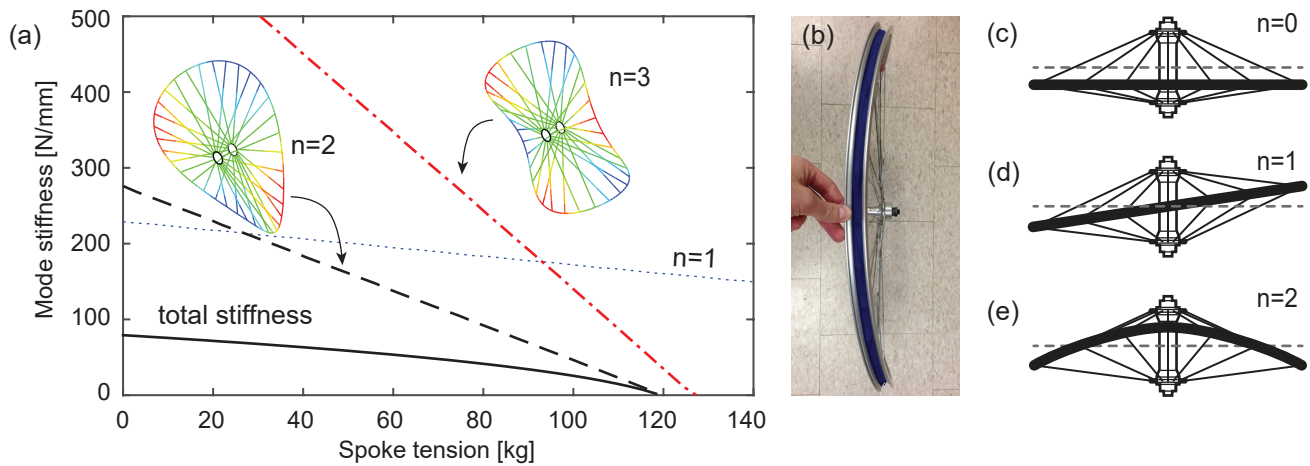 (a)
500
400
300
200
100
0
Mode stiffness [N/mm]
n=2
n=3
n=1
total stiffness
0 20 40 60 80 100 120 140
Spoke tension [kg]
(b)
(c)
n=0
(d)
n=1
(e)
n=2